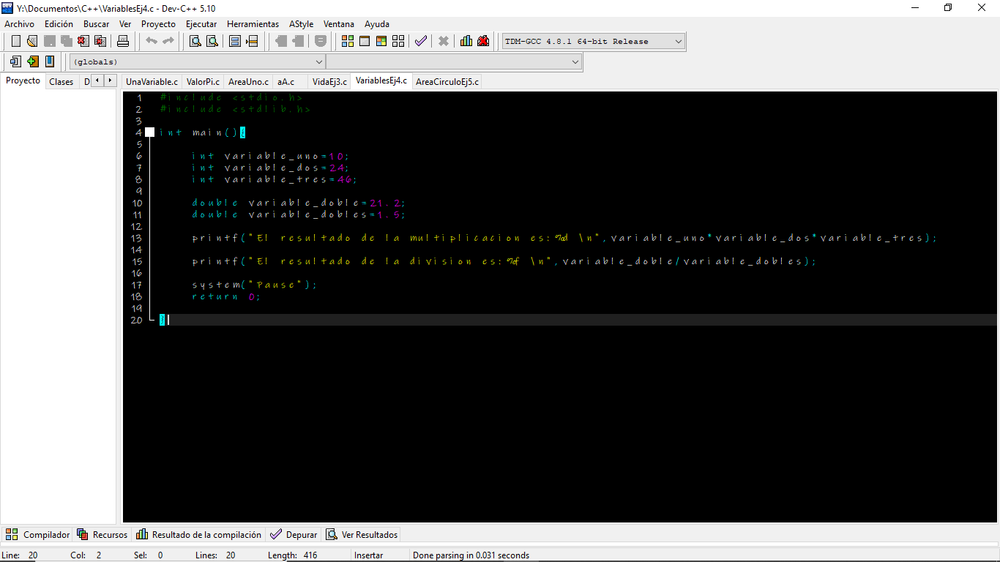 Y:\Documentos\C++\VariablesEj4.c - Dev-C++ 5.10
Archivo Edición Buscar Ver Proyecto Ejecutar Herramientas AStyle Ventana Ayuda
TDM-GCC 4.8.1 64-bit Release
(globals)
Proyecto Clases D
UnaVariable.c ValorPi.c AreaUno.c aA.c VidaEj3.c VariablesEj4.c AreaCirculoEj5.c
1 #include <stdio.h>
2 #include <stdlib.h>
3
4 int main(){
5
6 int variable_uno=10;
7 int variable_dos=24;
8 int variable_tres=46;
9
10 double variable_doble=21.2;
11 double variable_dobles=1.5;
12
13 printf("El resultado de la multiplicacion es:%d \n",variable_uno*variable_dos*variable_tres);
14
15 printf("El resultado de la division es:%f \n",variable_doble/variable_dobles);
16
17 system("Pause");
18 return 0;
19
20 }
Compilador Recursos Resultado de la compilación Depurar Ver Resultados
Line: 20 Col: 2 Sel: 0 Lines: 20 Length: 416 Insertar Done parsing in 0.031 seconds